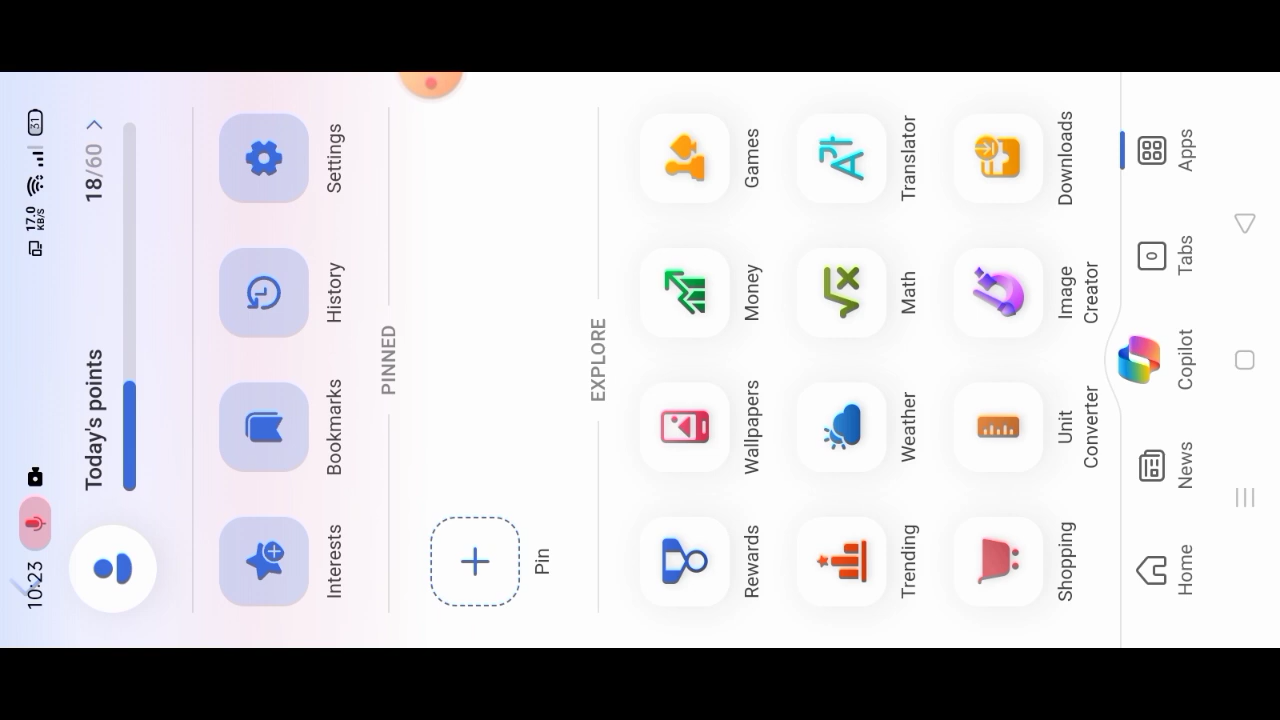 10:23
17.0
KB/S
31
Today's points
18/60 >
Interests
Bookmarks
History
Settings
PINNED
Pin
EXPLORE
Rewards
Wallpapers
Money
Games
Trending
Weather
Math
Translator
Shopping
Unit
Converter
Image
Creator
Downloads
Home
News
Copilot
0
Tabs
Apps